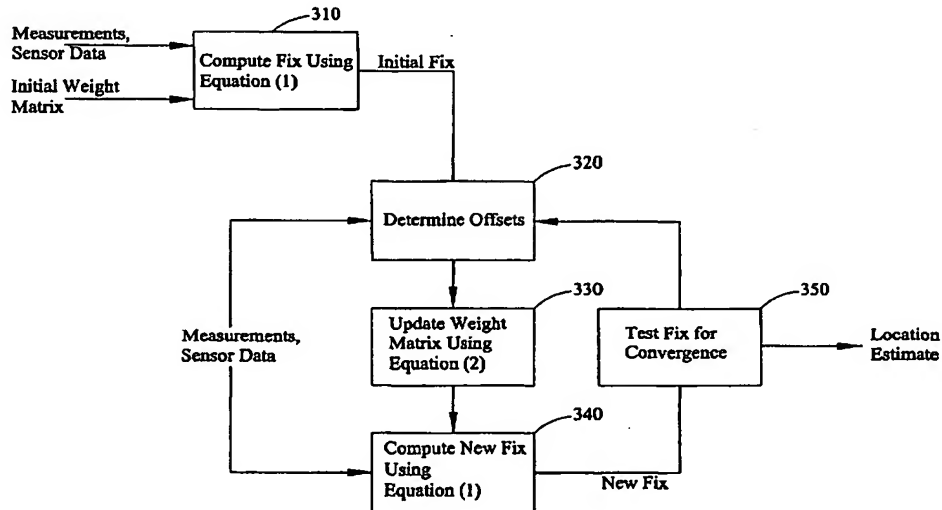 310
Measurements,
Sensor Data
Initial Weight
Matrix
Compute Fix Using
Equation (1)
Initial Fix
320
Determine Offsets
330
Update Weight
Matrix Using
Equation (2)
Measurements,
Sensor Data
350
Test Fix for
Convergence
Location
Estimate
340
Compute New Fix
Using
Equation (1)
New Fix